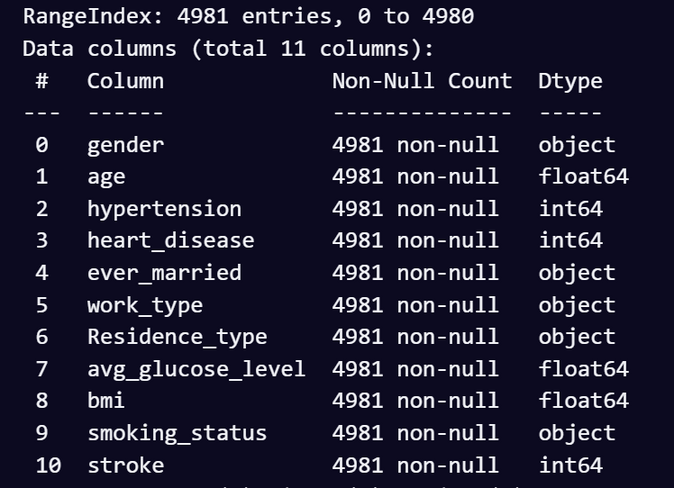 RangeIndex: 4981 entries, 0 to 4980
Data columns (total 11 columns):
 #   Column             Non-Null Count  Dtype
---  ------             --------------  -----
 0   gender             4981 non-null   object
 1   age                4981 non-null   float64
 2   hypertension       4981 non-null   int64
 3   heart_disease      4981 non-null   int64
 4   ever_married       4981 non-null   object
 5   work_type          4981 non-null   object
 6   Residence_type     4981 non-null   object
 7   avg_glucose_level  4981 non-null   float64
 8   bmi                4981 non-null   float64
 9   smoking_status     4981 non-null   object
 10  stroke             4981 non-null   int64